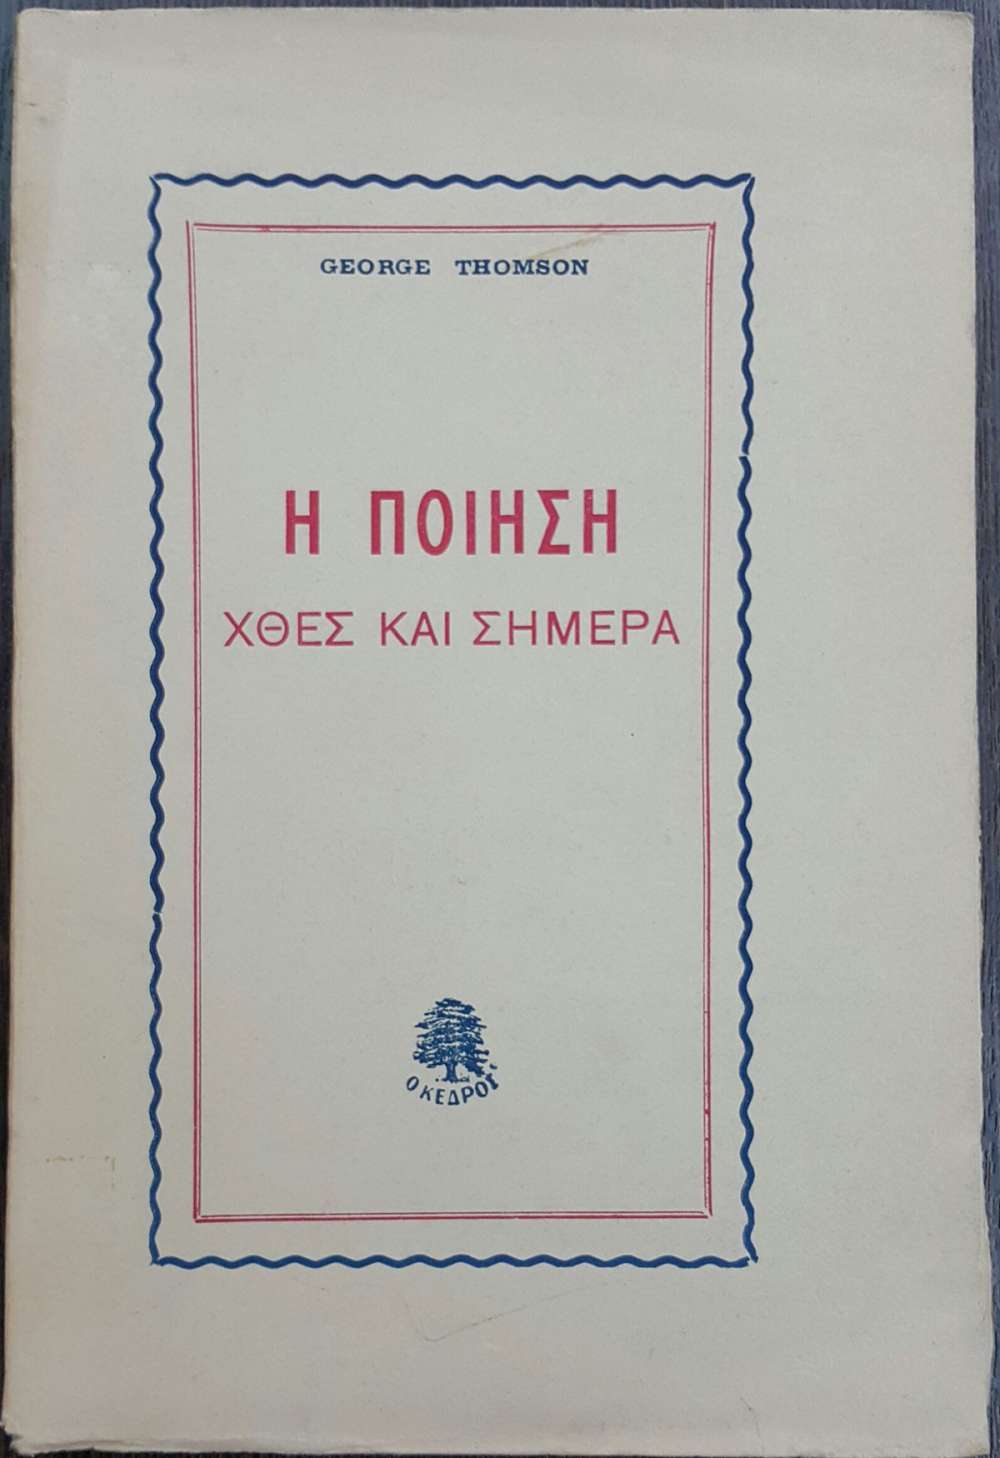 GEORGE THOMSON
Η ΠΟΙΗΣΗ
ΧΘΕΣ ΚΑΙ ΣΗΜΕΡΑ
Ο ΚΕΔΡΟΣ